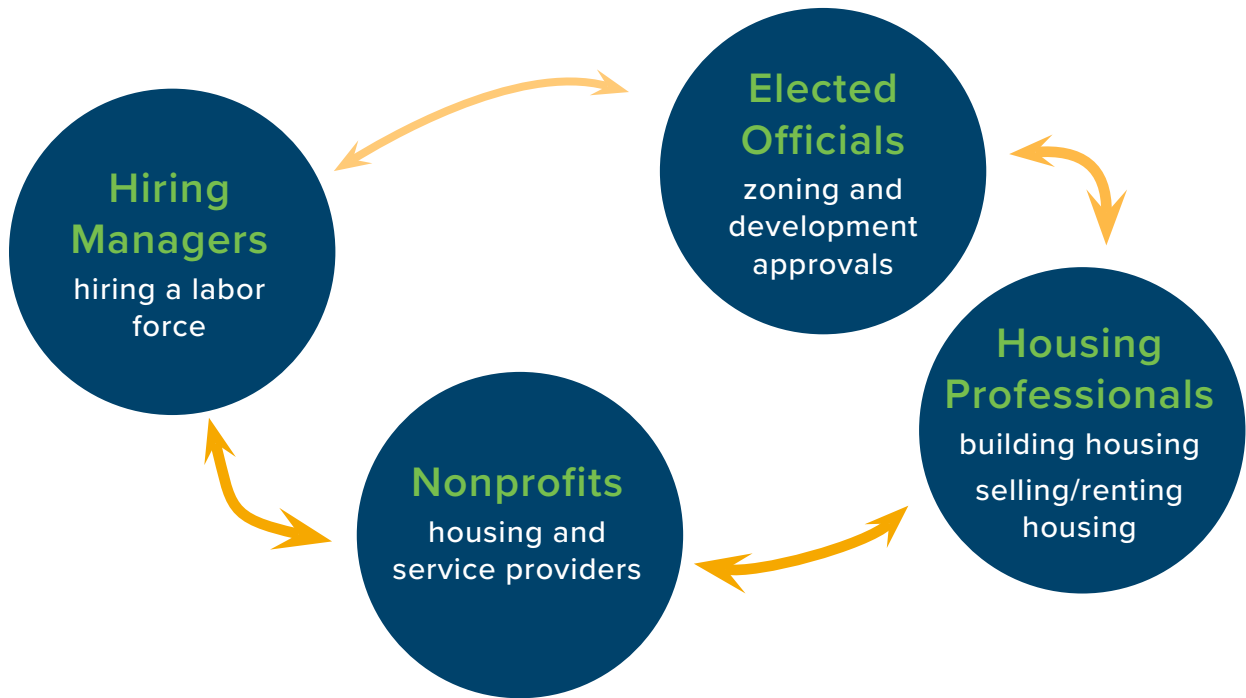 Hiring
Managers
hiring a labor
force
Elected
Officials
zoning and
development
approvals
Housing
Professionals
building housing
selling/renting
housing
Nonprofits
housing and
service providers